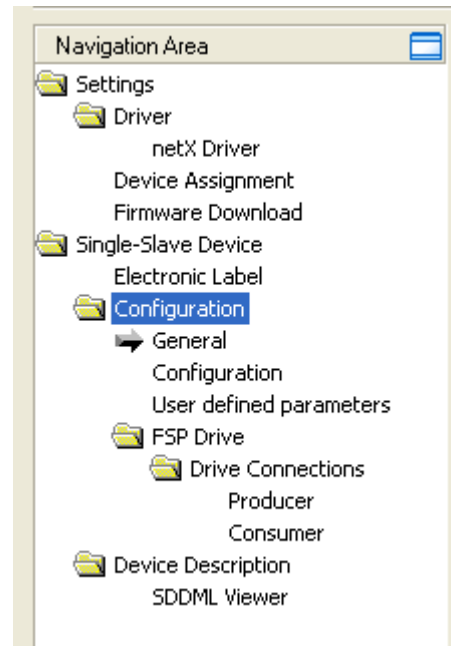 Navigation Area
Settings
Driver
netX Driver
Device Assignment
Firmware Download
Single-Slave Device
Electronic Label
Configuration
General
Configuration
User defined parameters
FSP Drive
Drive Connections
Producer
Consumer
Device Description
SDDML Viewer